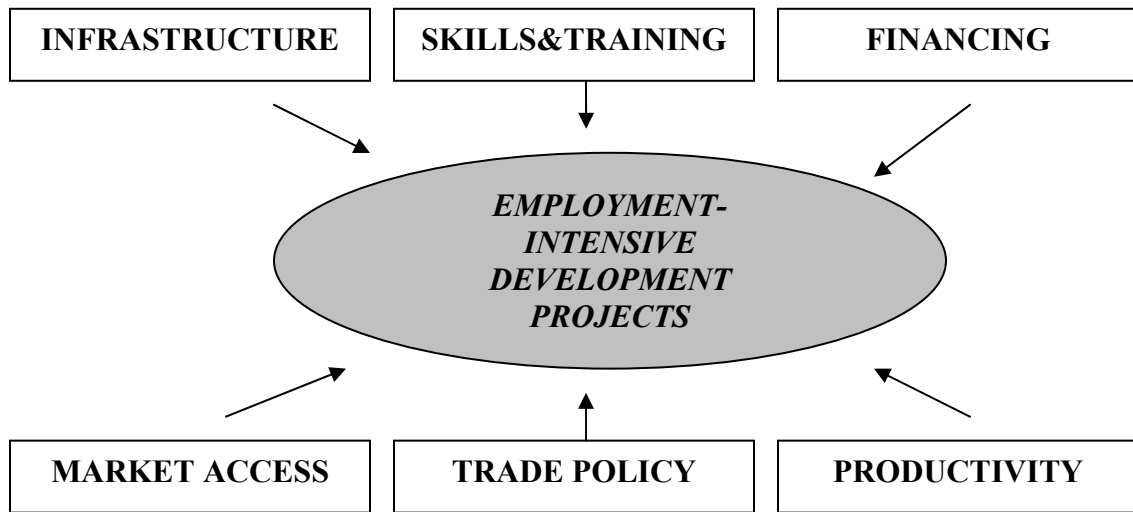 INFRASTRUCTURE
SKILLS&TRAINING
FINANCING
EMPLOYMENT-
INTENSIVE
DEVELOPMENT
PROJECTS
MARKET ACCESS
TRADE POLICY
PRODUCTIVITY